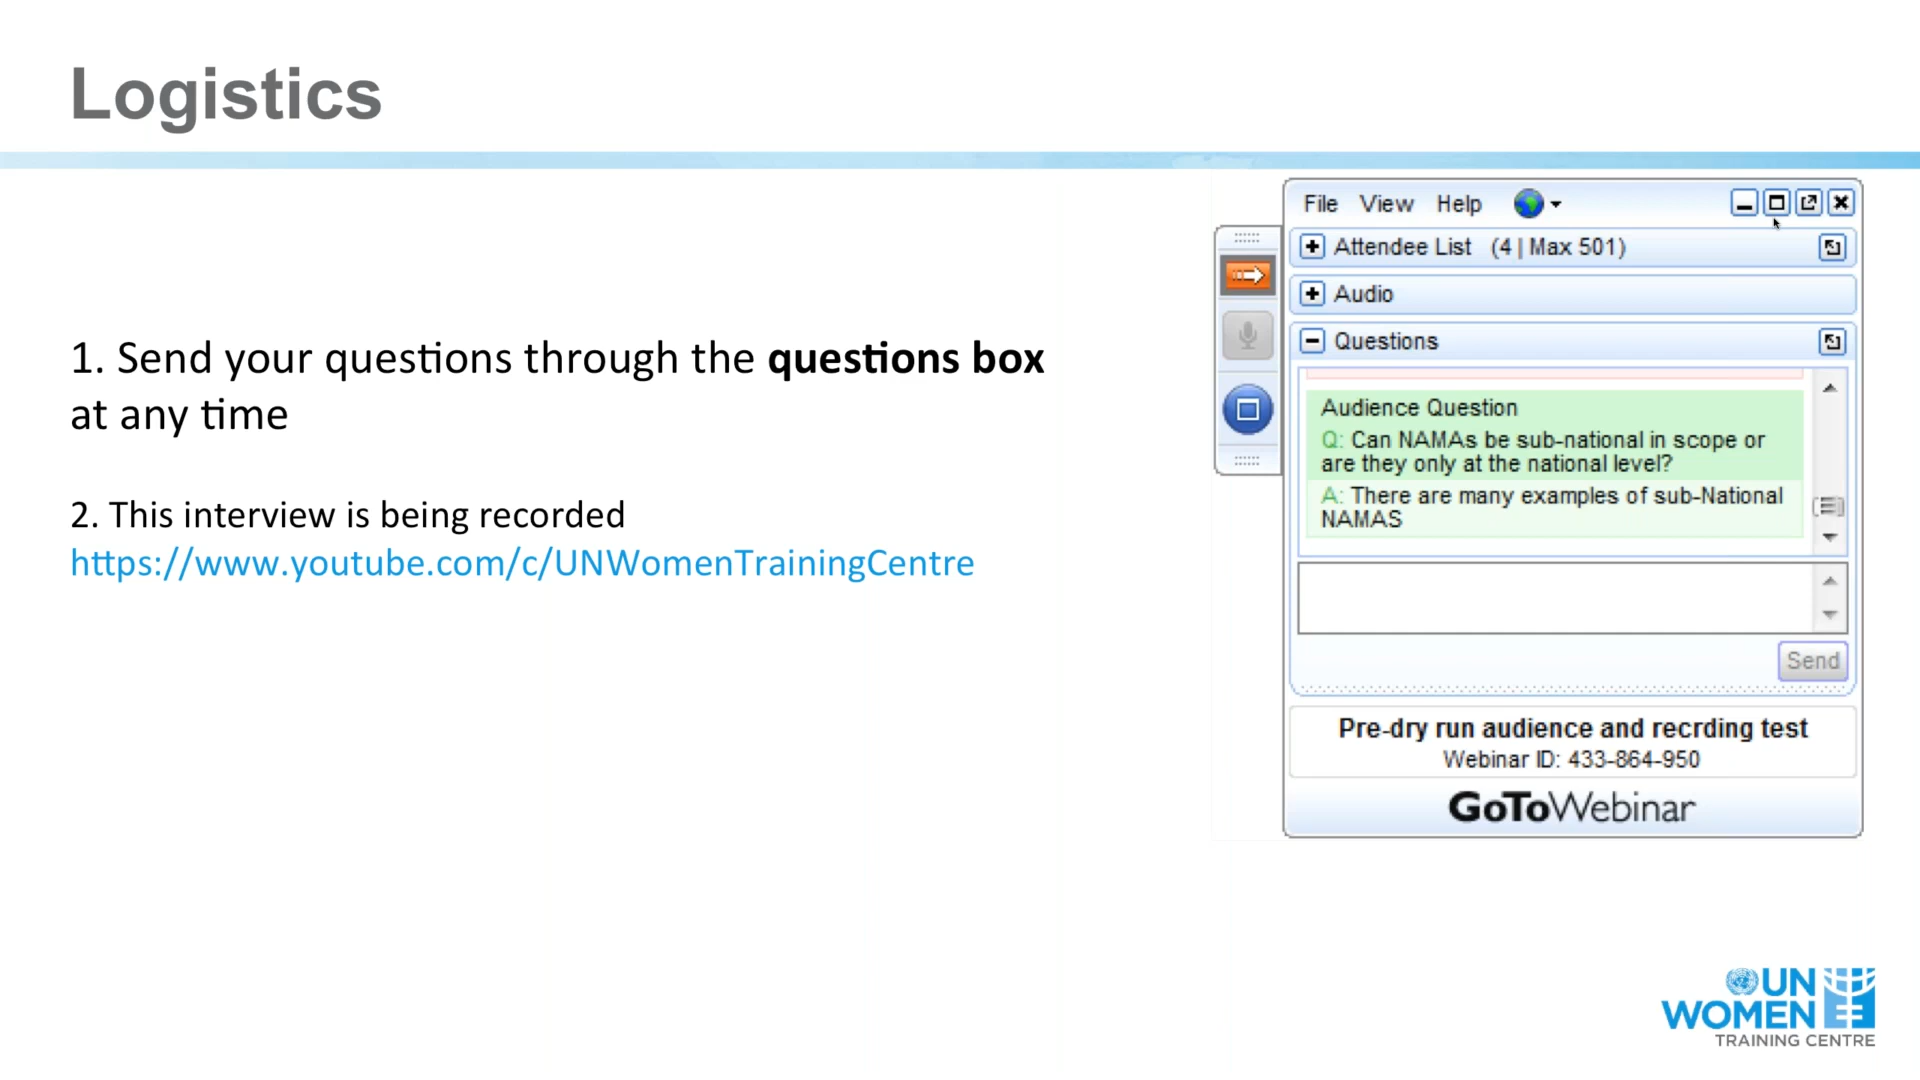 Logistics
1. Send your questions through the questions box
at any time
2. This interview is being recorded
https://www.youtube.com/c/UNWomenTrainingCentre
File View Help
Attendee List (4 | Max 501)
Audio
Questions
Audience Question
Q: Can NAMAs be sub-national in scope or
are they only at the national level?
A: There are many examples of sub-National
NAMAS
Send
Pre-dry run audience and recrding test
Webinar ID: 433-864-950
GoToWebinar
UN
WOMEN
TRAINING CENTRE